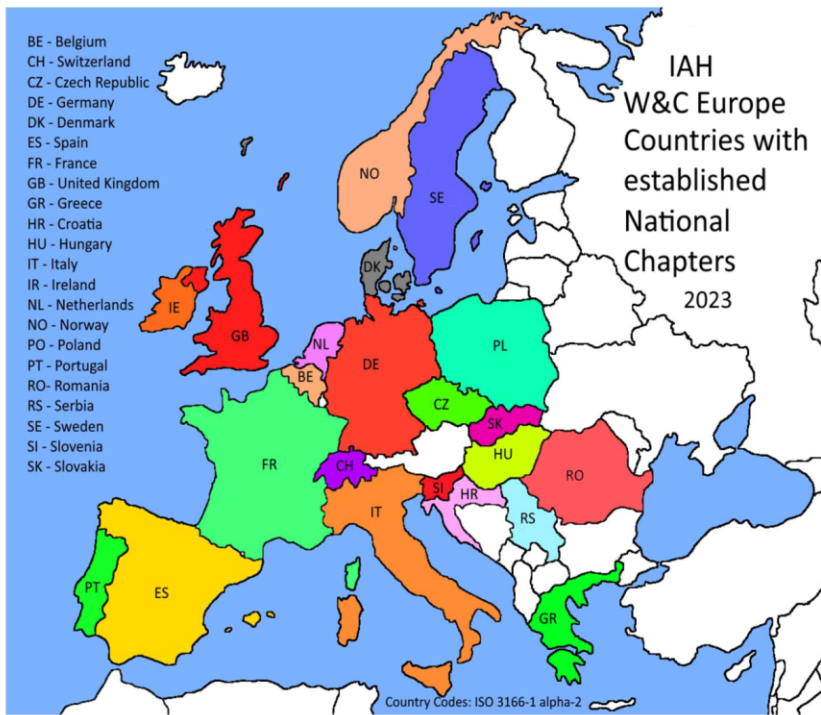 BE - Belgium
CH - Switzerland
CZ - Czech Republic
DE - Germany
DK - Denmark
ES - Spain
FR - France
GB - United Kingdom
GR - Greece
HR - Croatia
HU - Hungary
IT - Italy
IR - Ireland
NL - Netherlands
NO - Norway
PO - Poland
PT - Portugal
RO- Romania
RS - Serbia
SE - Sweden
SI - Slovenia
SK - Slovakia
IAH
W&C Europe
Countries with
established
National
Chapters
2023
NO
SE
DK
IE
GB
NL
PL
BE
DE
CZ
SK
FR
CH
HU
SI
HR
RO
IT
RS
PT
ES
GR
Country Codes: ISO 3166-1 alpha-2